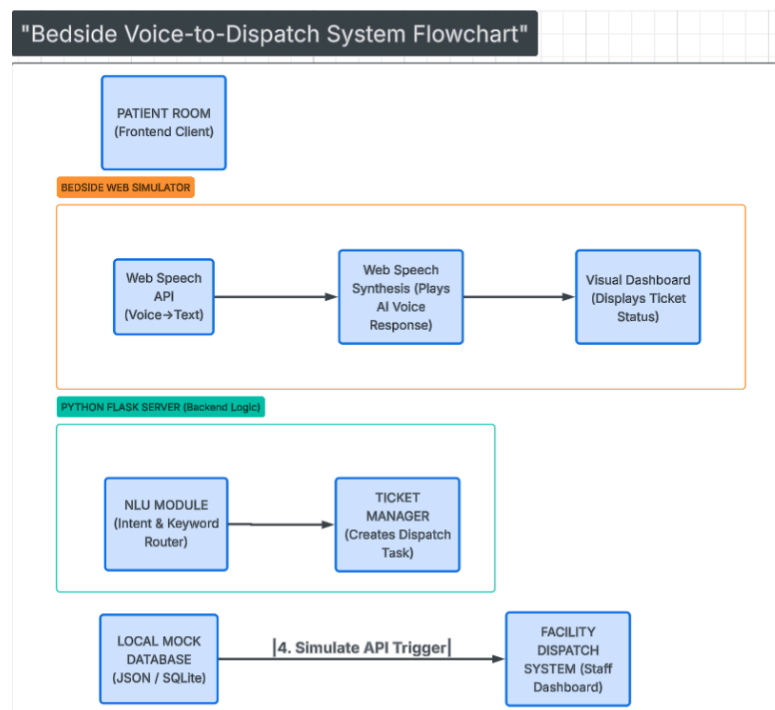 "Bedside Voice-to-Dispatch System Flowchart"
PATIENT ROOM
(Frontend Client)
BEDSIDE WEB SIMULATOR
Web Speech
API
(Voice→Text)
Web Speech
Synthesis (Plays
AI Voice
Response)
Visual Dashboard
(Displays Ticket
Status)
PYTHON FLASK SERVER (Backend Logic)
NLU MODULE
(Intent & Keyword
Router)
TICKET
MANAGER
(Creates Dispatch
Task)
LOCAL MOCK
DATABASE
(JSON / SQLite)
|4. Simulate API Trigger|
FACILITY
DISPATCH
SYSTEM (Staff
Dashboard)